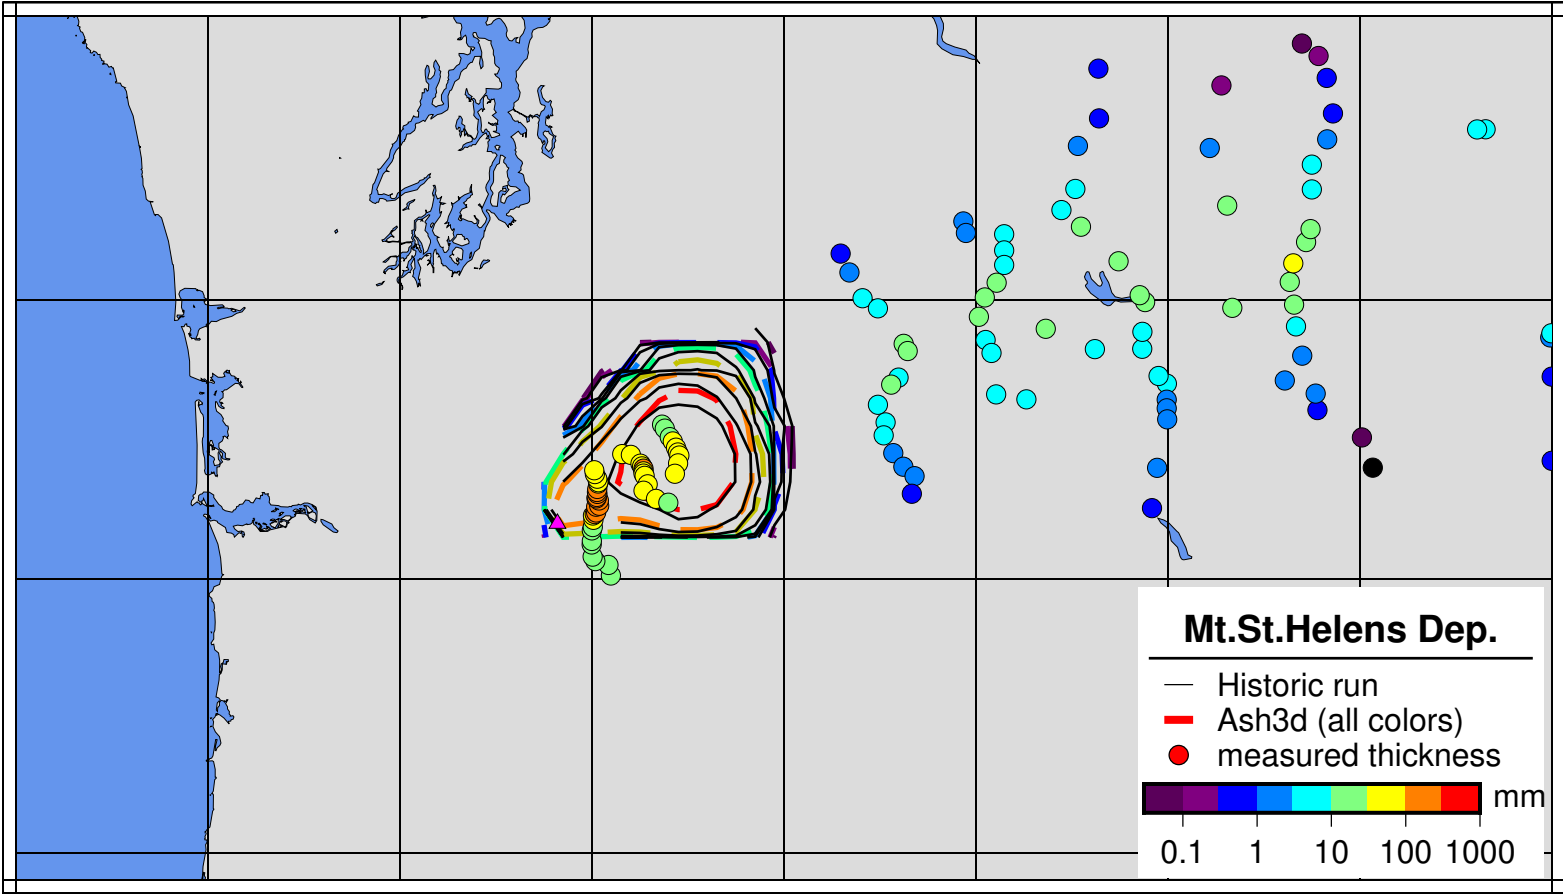 Mt.St.Helens Dep.
Historic run
Ash3d (all colors)
measured thickness
mm
0.1 1 10 100 1000